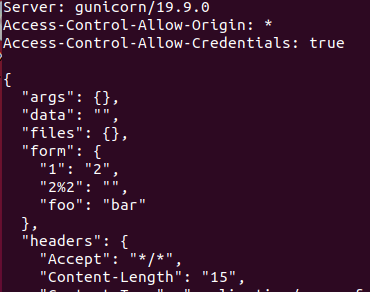 Server: gunicorn/19.9.0
Access-Control-Allow-Origin: *
Access-Control-Allow-Credentials: true

{
  "args": {},
  "data": "",
  "files": {},
  "form": {
    "1": "2",
    "2%2": "",
    "foo": "bar"
  },
  "headers": {
    "Accept": "*/*",
    "Content-Length": "15",